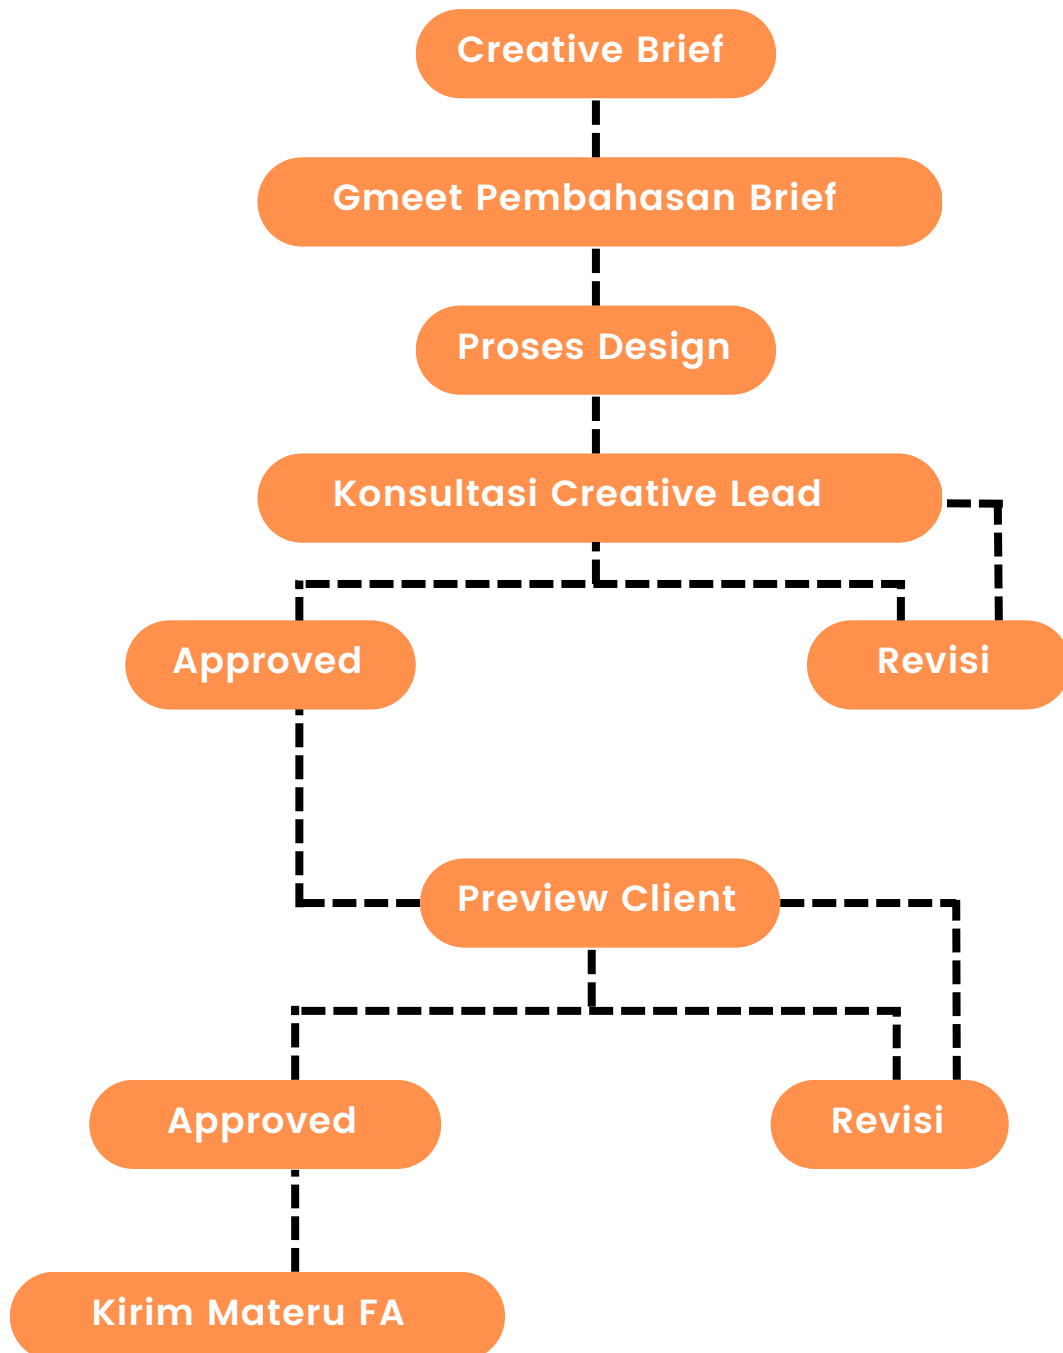 Creative Brief
Gmeet Pembahasan Brief
Proses Design
Konsultasi Creative Lead
Approved
Revisi
Preview Client
Approved
Revisi
Kirim Materu FA